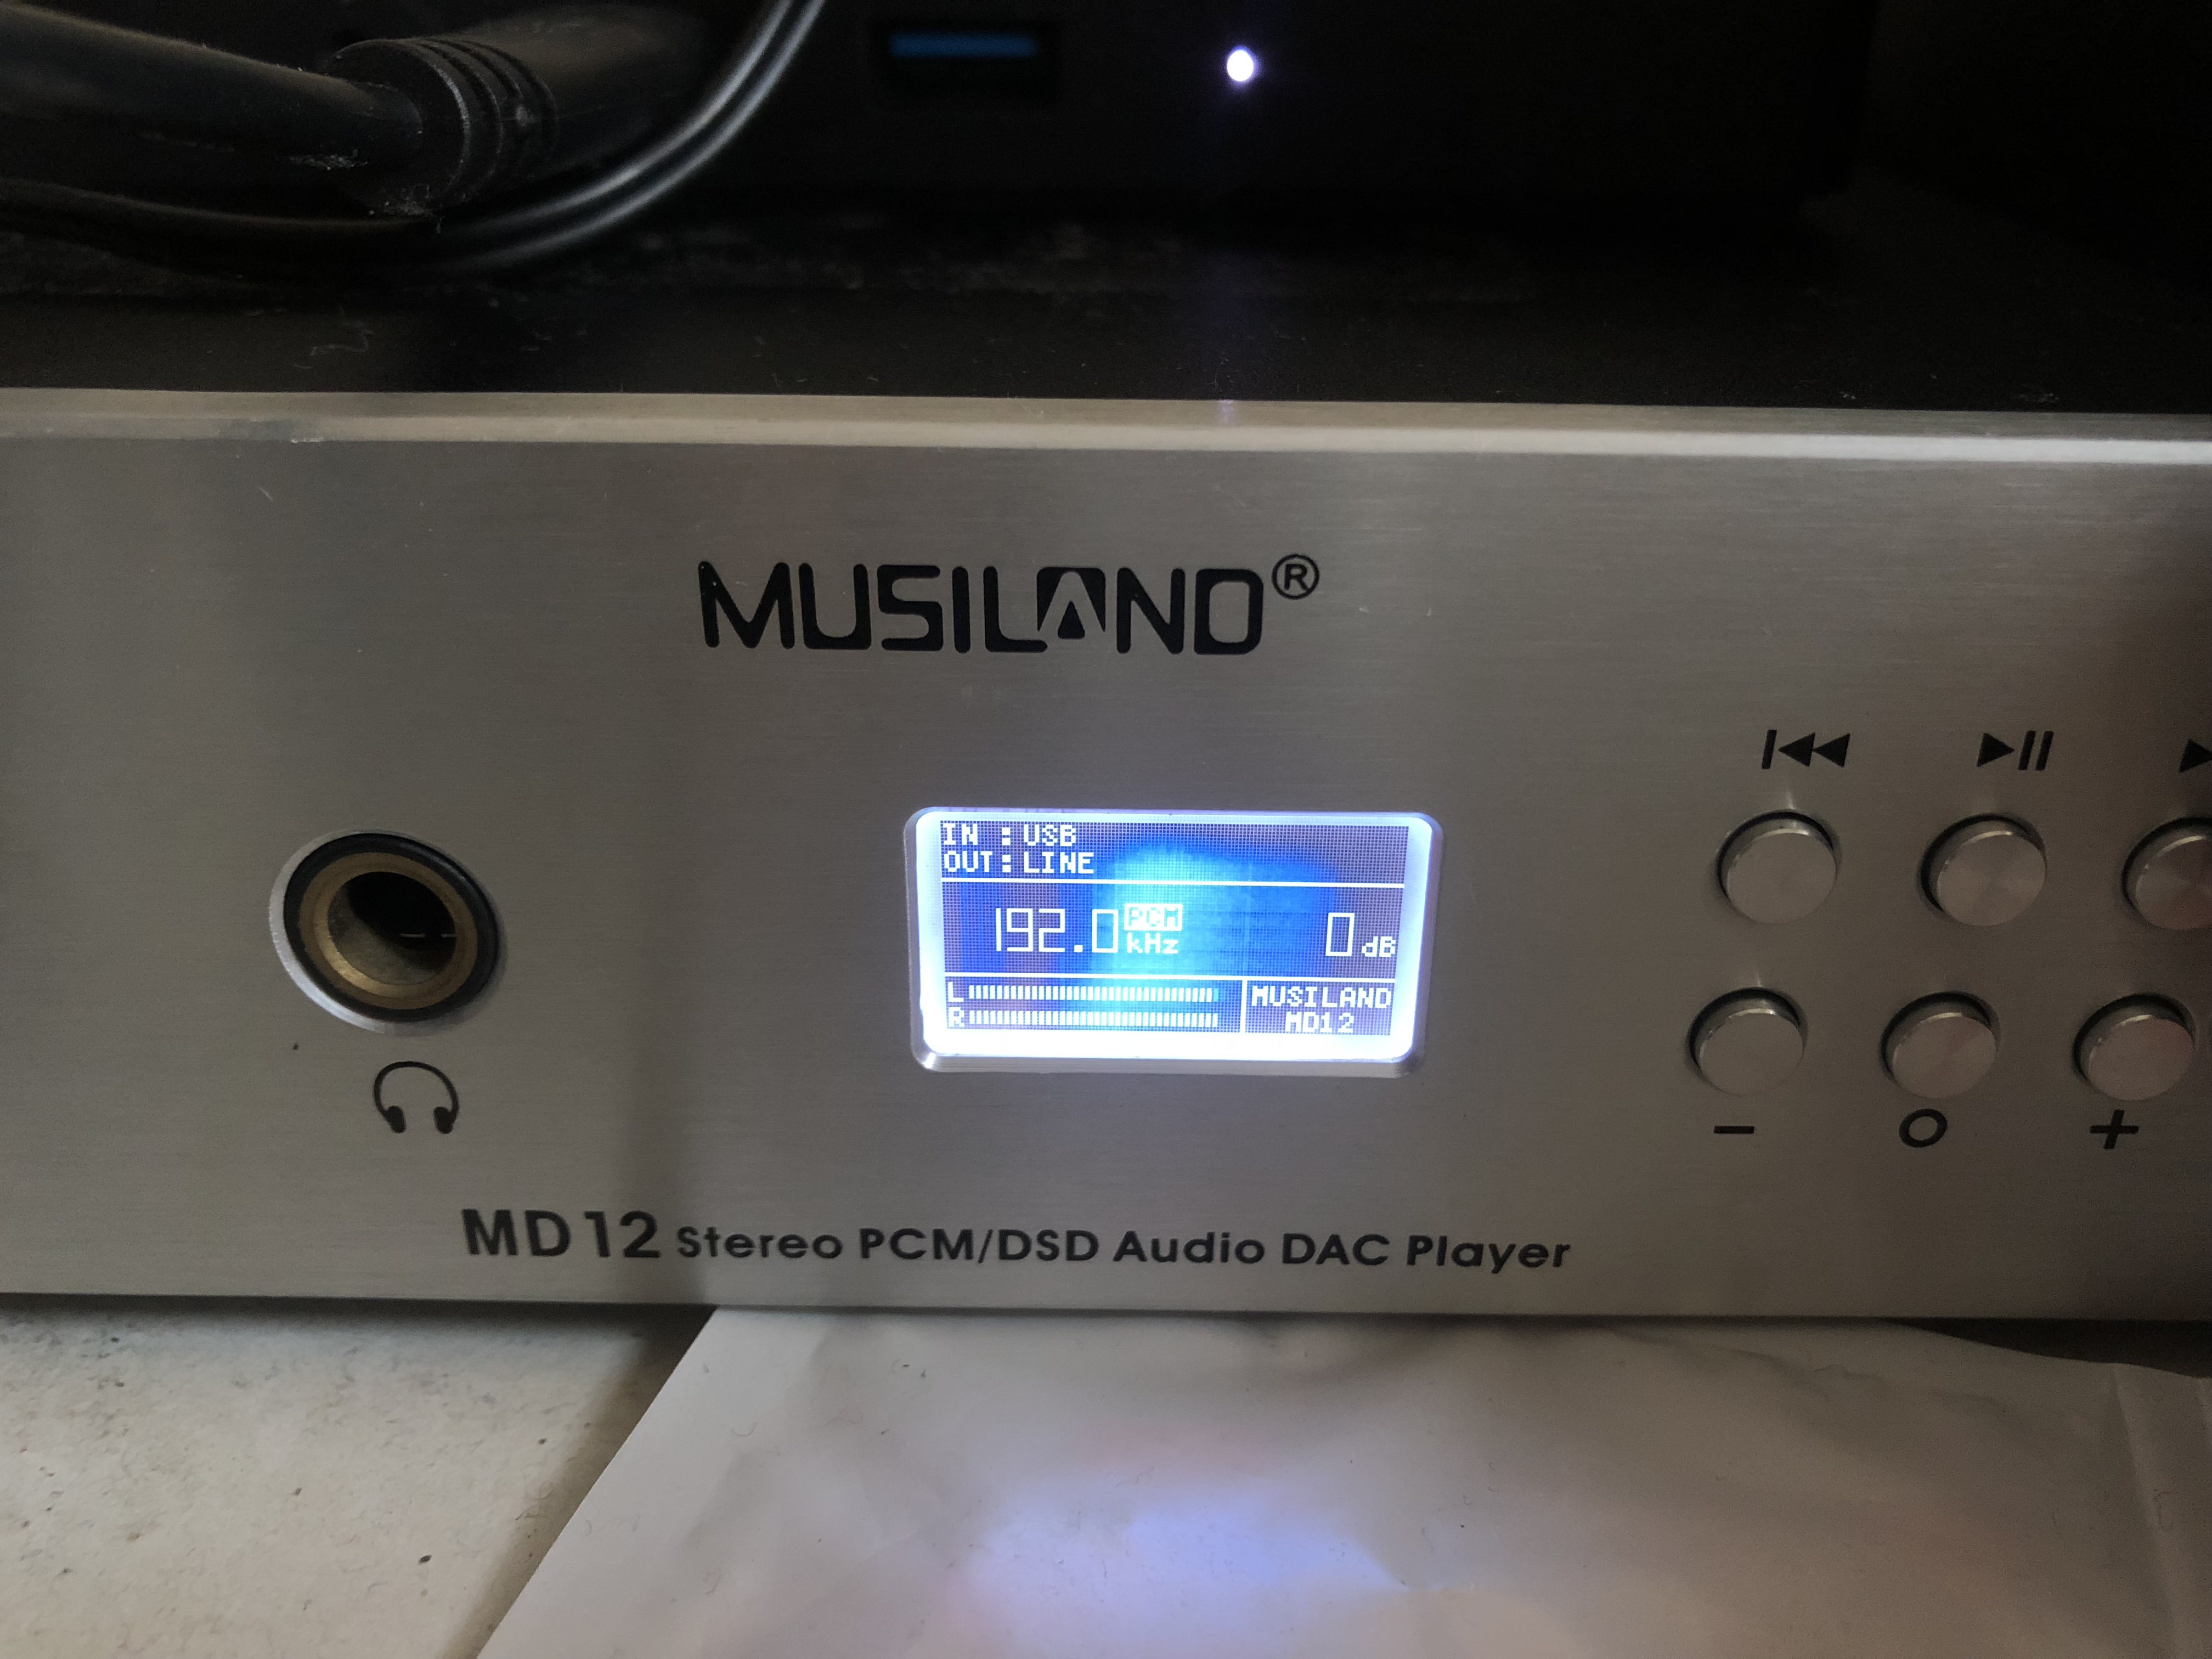 MUSILAND®
IN : USB
OUT: LINE
192.0 PCM kHz 0 dB
L
R
MUSILAND
MD12
- O +
MD12 Stereo PCM/DSD Audio DAC Player